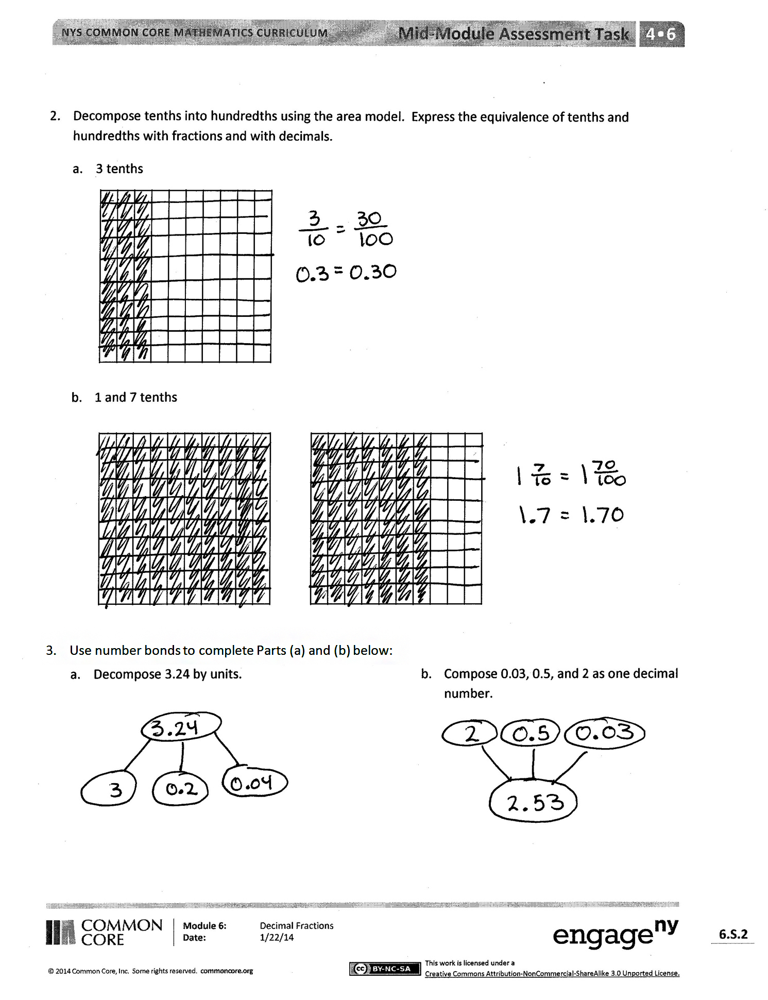 NYS COMMON CORE MATHEMATICS CURRICULUM Mid-Module Assessment Task 4•6
2. Decompose tenths into hundredths using the area model. Express the equivalence of tenths and
hundredths with fractions and with decimals.
a. 3 tenths
3/10 = 30/100
0.3 = 0.30
b. 1 and 7 tenths
1 7/10 = 1 70/100
1.7 = 1.70
3. Use number bonds to complete Parts (a) and (b) below:
a. Decompose 3.24 by units.
b. Compose 0.03, 0.5, and 2 as one decimal
number.
3.24
3 0.2 0.04
2 0.5 0.03
2.53
COMMON
CORE
Module 6: Decimal Fractions
Date: 1/22/14
engageny
6.S.2
© 2014 Common Core, Inc. Some rights reserved. commoncore.org
cc BY-NC-SA
This work is licensed under a
Creative Commons Attribution-NonCommercial-ShareAlike 3.0 Unported License.